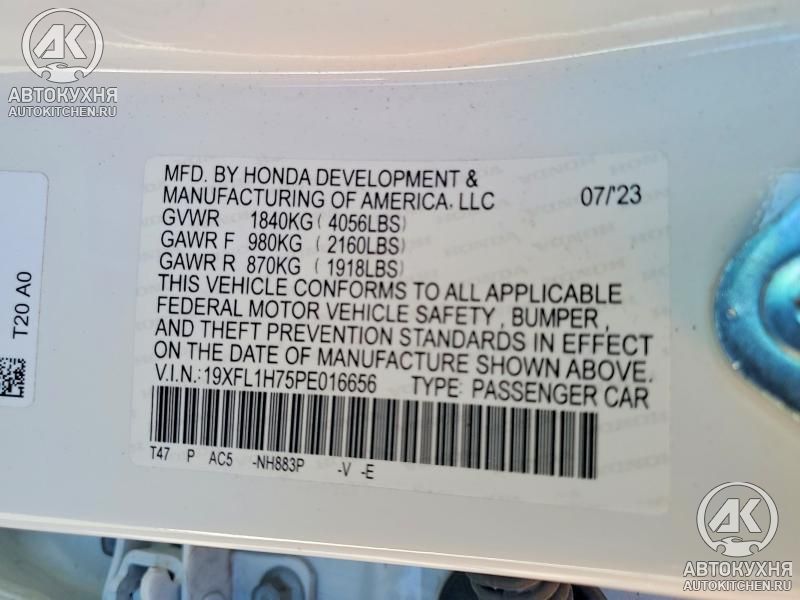 AK
АВТОКУХНЯ
AUTOKITCHEN.RU
T20 A0
MFD. BY HONDA DEVELOPMENT &
MANUFACTURING OF AMERICA, LLC 07/'23
GVWR 1840KG ( 4056LBS)
GAWR F 980KG ( 2160LBS)
GAWR R 870KG ( 1918LBS)
THIS VEHICLE CONFORMS TO ALL APPLICABLE
FEDERAL MOTOR VEHICLE SAFETY, BUMPER,
AND THEFT PREVENTION STANDARDS IN EFFECT
ON THE DATE OF MANUFACTURE SHOWN ABOVE.
V.I.N.:19XFL1H75PE016656 TYPE: PASSENGER CAR
T47 P AC5 -NH883P -V -E
AK
АВТОКУХНЯ
AUTOKITCHEN.RU